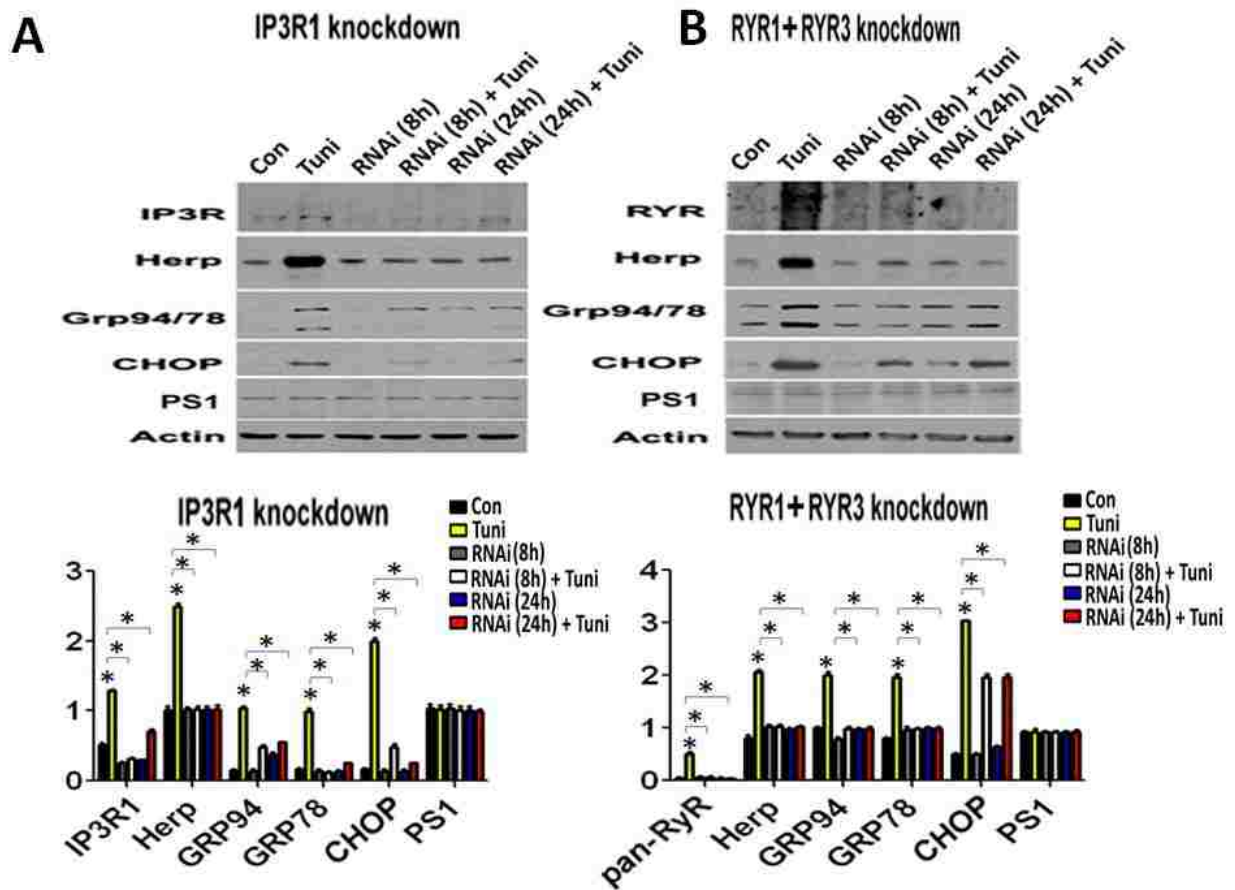 A IP3R1 knockdown
Con Tuni RNAi (8h) RNAi (8h) + Tuni RNAi (24h) RNAi (24h) + Tuni
IP3R
Herp
Grp94/78
CHOP
PS1
Actin
B RYR1+RYR3 knockdown
Con Tuni RNAi (8h) RNAi (8h) + Tuni RNAi (24h) RNAi (24h) + Tuni
RYR
Herp
Grp94/78
CHOP
PS1
Actin
IP3R1 knockdown
Con
Tuni
RNAi (8h)
RNAi (8h) + Tuni
RNAi (24h)
RNAi (24h) + Tuni
3
2
1
0
* * * * * * * * * * * * * * *
IP3R1 Herp GRP94 GRP78 CHOP PS1
RYR1+RYR3 knockdown
Con
Tuni
RNAi (8h)
RNAi (8h) + Tuni
RNAi (24h)
RNAi (24h) + Tuni
4
3
2
1
0
* * * * * * * * * * * * * * *
pan-RyR Herp GRP94 GRP78 CHOP PS1